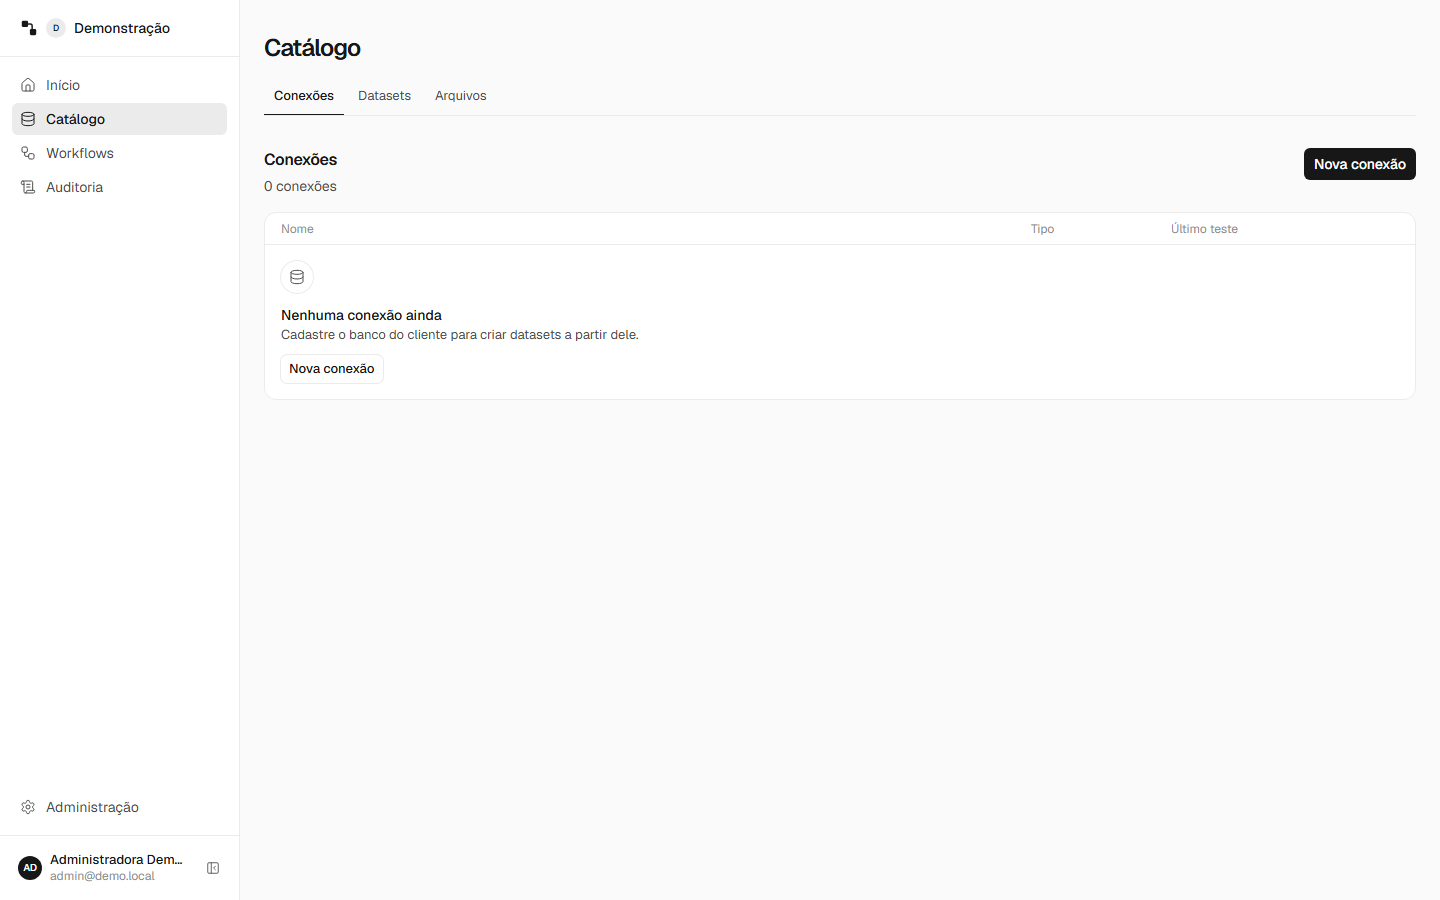 D Demonstração
Início
Catálogo
Workflows
Auditoria
Administração
AD
Administradora Dem...
admin@demo.local
Catálogo
Conexões Datasets Arquivos
Conexões
0 conexões
Nova conexão
Nome Tipo Último teste
Nenhuma conexão ainda
Cadastre o banco do cliente para criar datasets a partir dele.
Nova conexão